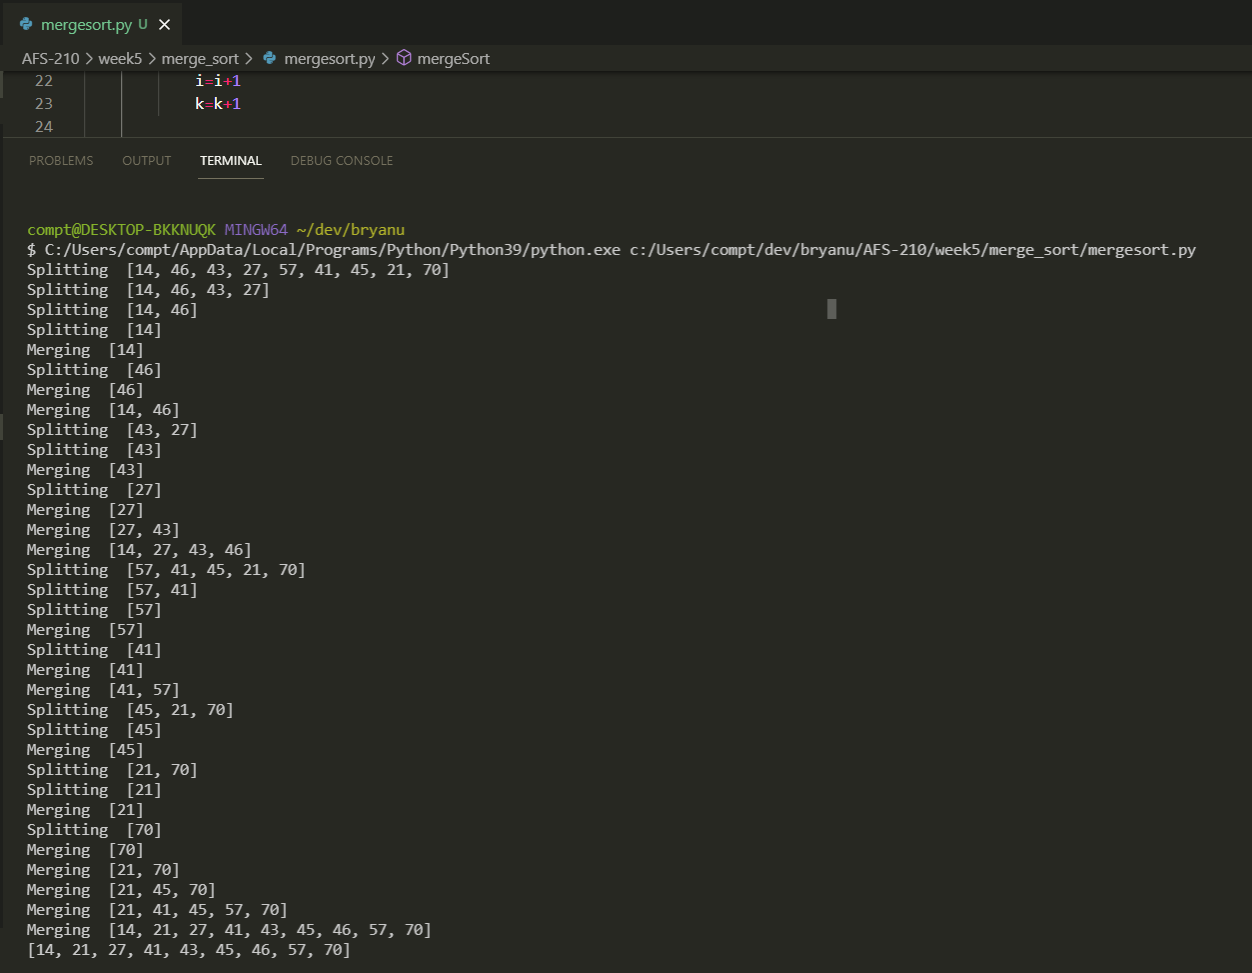 mergesort.py U
AFS-210 > week5 > merge_sort > mergesort.py > mergeSort
22 i=i+1
23 k=k+1
24
PROBLEMS OUTPUT TERMINAL DEBUG CONSOLE
compt@DESKTOP-BKKNUQK MINGW64 ~/dev/bryanu
$ C:/Users/compt/AppData/Local/Programs/Python/Python39/python.exe c:/Users/compt/dev/bryanu/AFS-210/week5/merge_sort/mergesort.py
Splitting  [14, 46, 43, 27, 57, 41, 45, 21, 70]
Splitting  [14, 46, 43, 27]
Splitting  [14, 46]
Splitting  [14]
Merging  [14]
Splitting  [46]
Merging  [46]
Merging  [14, 46]
Splitting  [43, 27]
Splitting  [43]
Merging  [43]
Splitting  [27]
Merging  [27]
Merging  [27, 43]
Merging  [14, 27, 43, 46]
Splitting  [57, 41, 45, 21, 70]
Splitting  [57, 41]
Splitting  [57]
Merging  [57]
Splitting  [41]
Merging  [41]
Merging  [41, 57]
Splitting  [45, 21, 70]
Splitting  [45]
Merging  [45]
Splitting  [21, 70]
Splitting  [21]
Merging  [21]
Splitting  [70]
Merging  [70]
Merging  [21, 70]
Merging  [21, 45, 70]
Merging  [21, 41, 45, 57, 70]
Merging  [14, 21, 27, 41, 43, 45, 46, 57, 70]
[14, 21, 27, 41, 43, 45, 46, 57, 70]